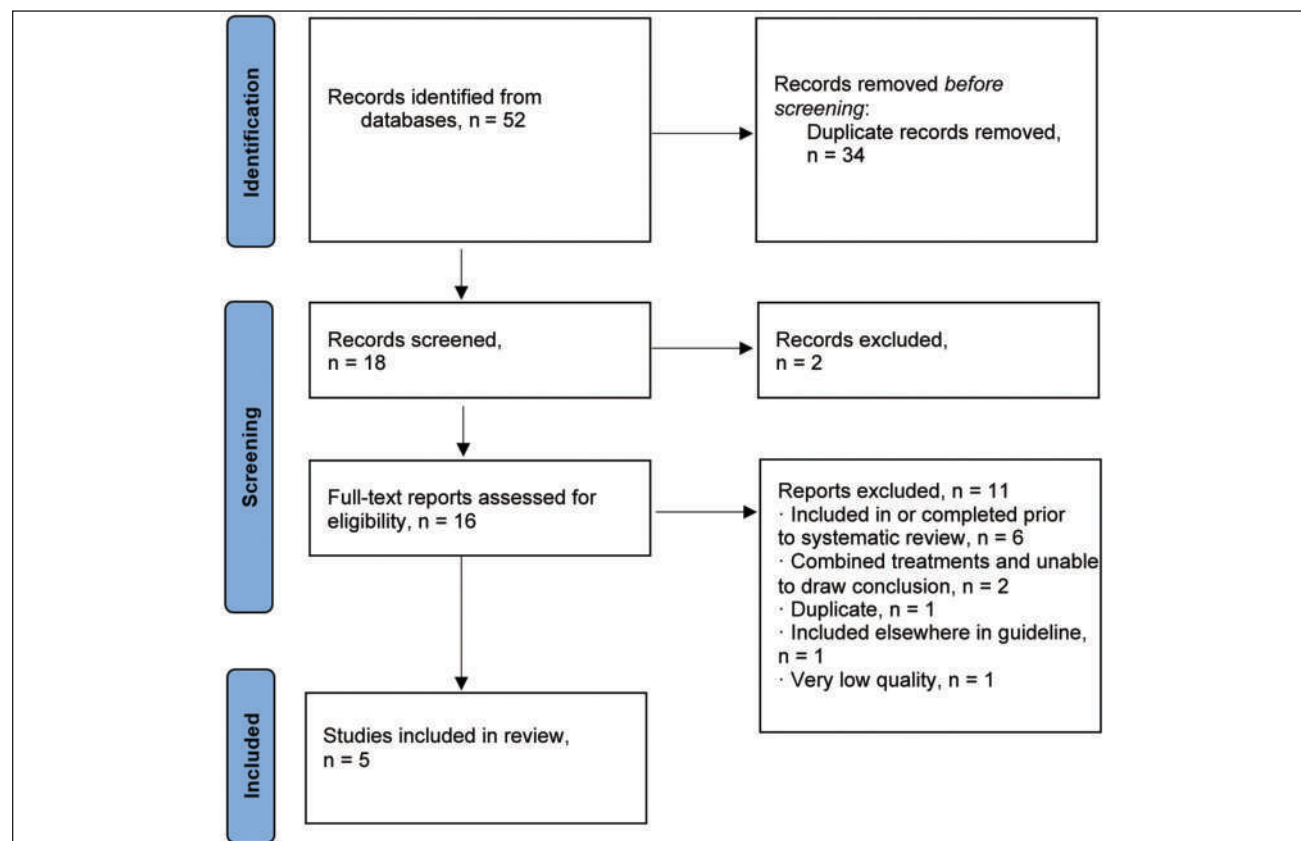 Identification
Records identified from
databases, n = 52
Records removed before
screening:
Duplicate records removed,
n = 34
Screening
Records screened,
n = 18
Records excluded,
n = 2
Full-text reports assessed for
eligibility, n = 16
Reports excluded, n = 11
· Included in or completed prior
to systematic review, n = 6
· Combined treatments and unable
to draw conclusion, n = 2
· Duplicate, n = 1
· Included elsewhere in guideline,
n = 1
· Very low quality, n = 1
Included
Studies included in review,
n = 5